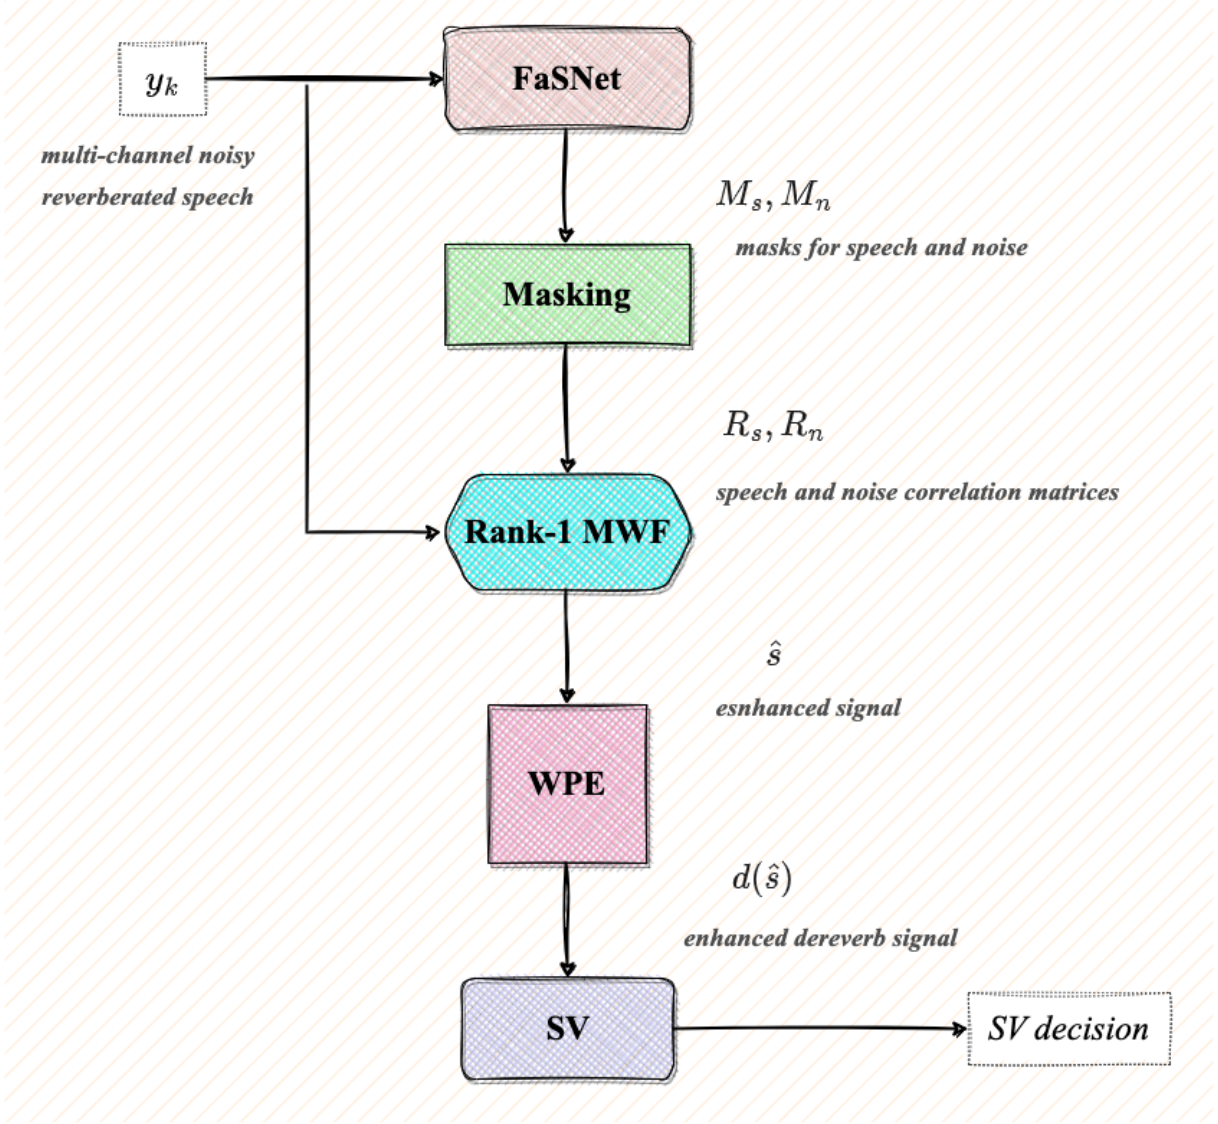 y_k
FaSNet
multi-channel noisy
reverberated speech
M_s, M_n
masks for speech and noise
Masking
R_s, R_n
speech and noise correlation matrices
Rank-1 MWF
ŝ
esnhanced signal
WPE
d(ŝ)
enhanced dereverb signal
SV
SV decision